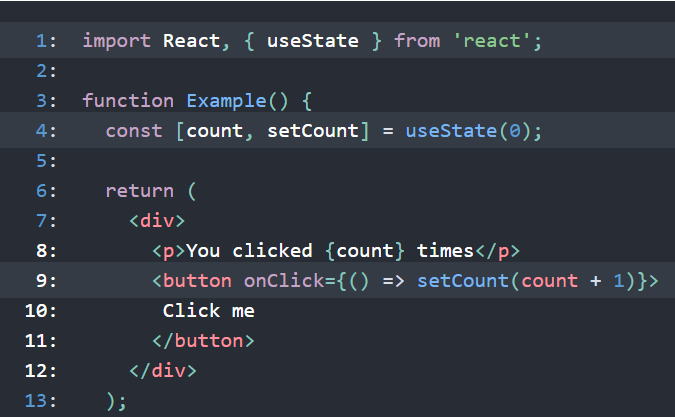 1:  import React, { useState } from 'react';
2:
3:  function Example() {
4:    const [count, setCount] = useState(0);
5:
6:    return (
7:      <div>
8:        <p>You clicked {count} times</p>
9:        <button onClick={() => setCount(count + 1)}>
10:         Click me
11:        </button>
12:      </div>
13:    );